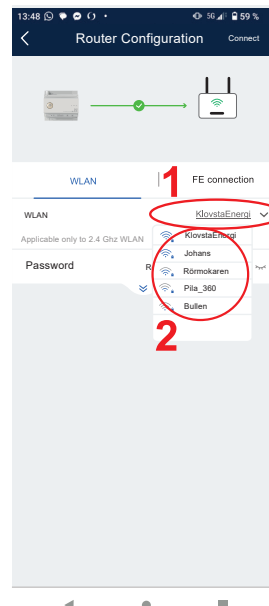 13:48 5G 59 %
Router Configuration Connect
WLAN FE connection
1
WLAN KlovstaEnergi
Applicable only to 2.4 Ghz WLAN KlovstaEnergi
Johans
Password R Rörmokaren
Pila_360
Bullen
2